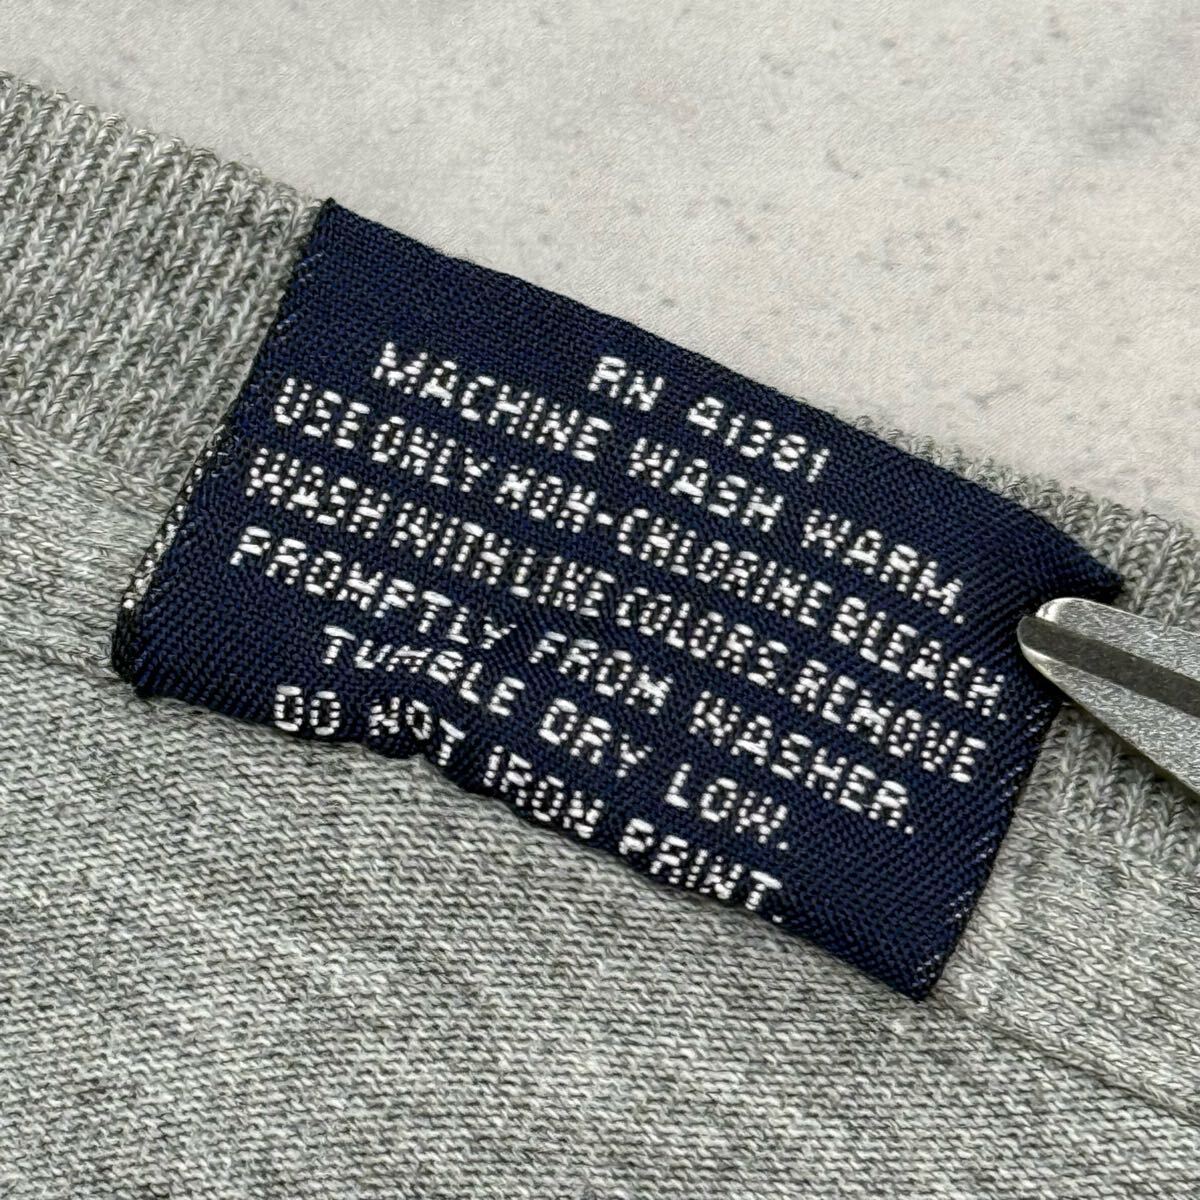 RN 41381
MACHINE WASH WARM.
USE ONLY NON-CHLORINE BLEACH.
WASH WITH LIKE COLORS. REMOVE
PROMPTLY FROM WASHER.
TUMBLE DRY LOW.
DO NOT IRON PRINT.